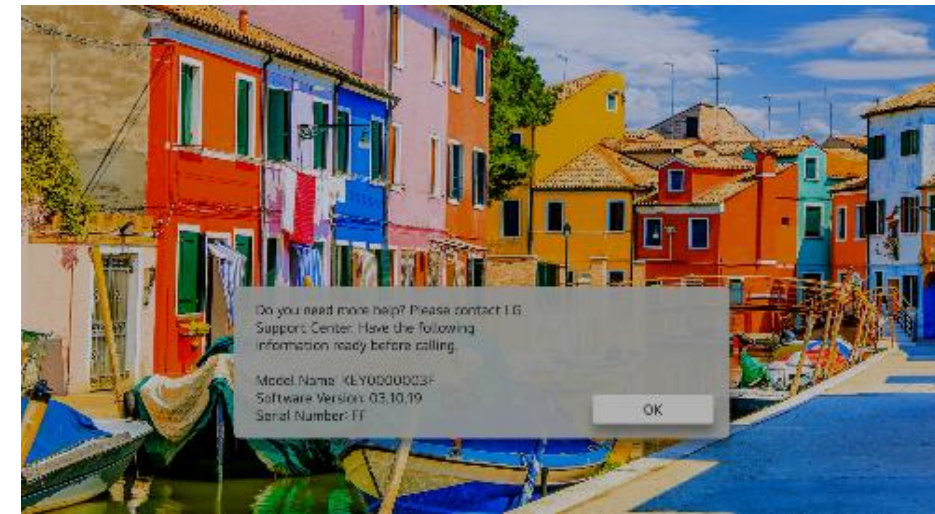 Do you need more help? Please contact LG
Support Center. Have the following
information ready before calling.
Model Name: KEY0000003F
Software Version: 03.10.19
Serial Number: FF
OK